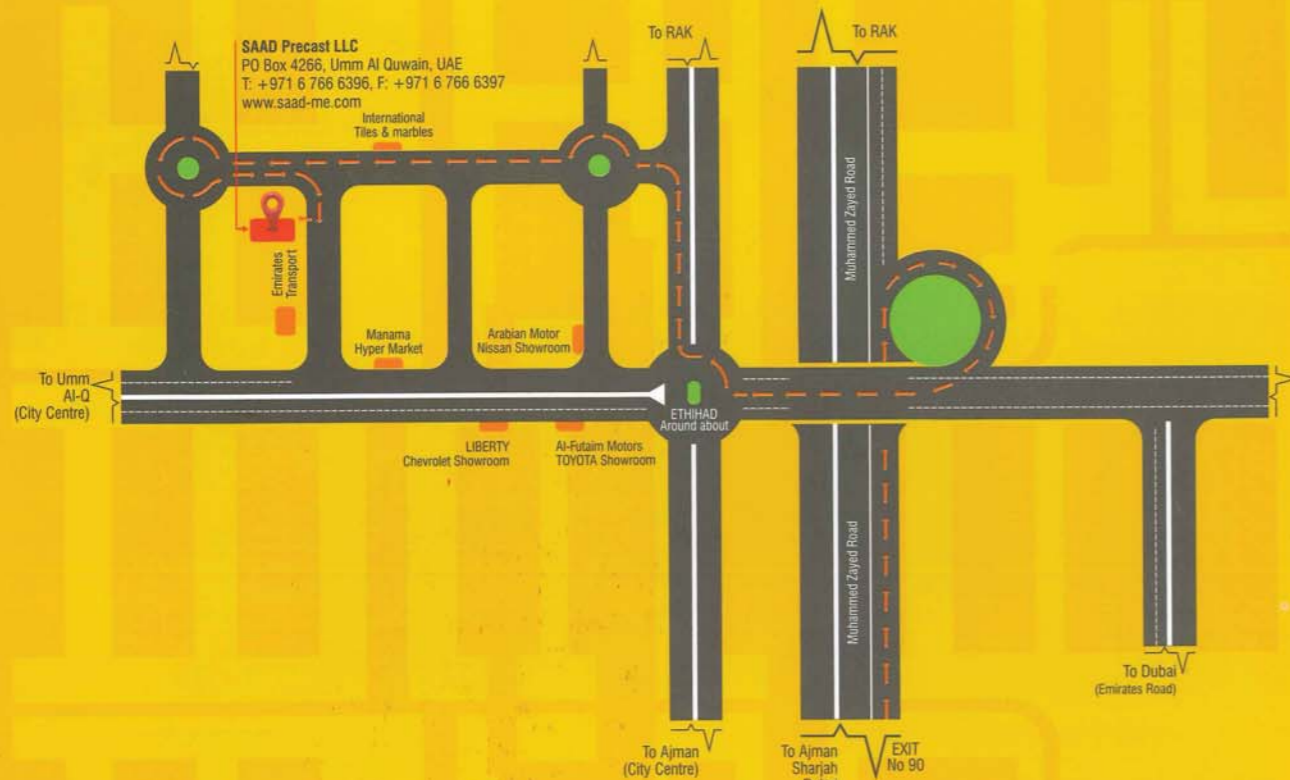 SAAD Precast LLC
PO Box 4266, Umm Al Quwain, UAE
T: +971 6 766 6396, F: +971 6 766 6397
www.saad-me.com
To RAK
To RAK
International
Tiles & marbles
Muhammed Zayed Road
Emirates
Transport
Manama
Hyper Market
Arabian Motor
Nissan Showroom
To Umm
Al-Q
(City Centre)
ETHIHAD
Around about
LIBERTY
Chevrolet Showroom
Al-Futaim Motors
TOYOTA Showroom
Muhammed Zayed Road
To Dubai
(Emirates Road)
To Ajman
(City Centre)
To Ajman
Sharjah
EXIT
No 90